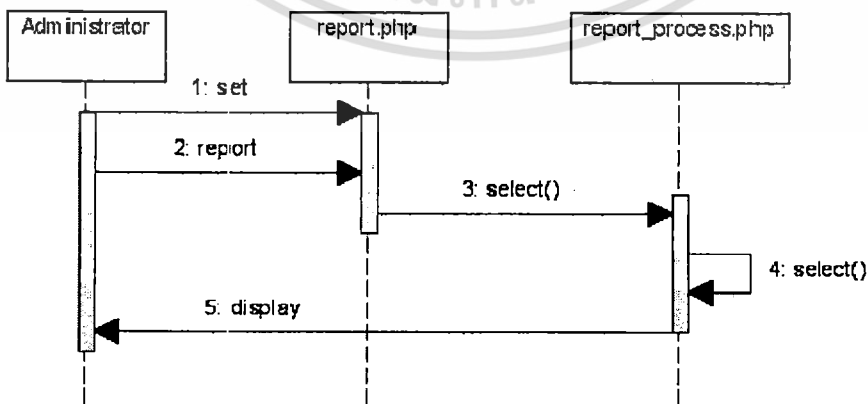 Administrator
report.php
report_process.php
1: set
2: report
3: select()
4: select()
5: display